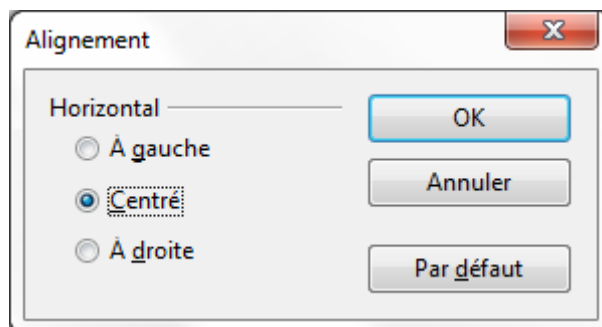 Alignement
Horizontal
À gauche
Centré
À droite
OK
Annuler
Par défaut